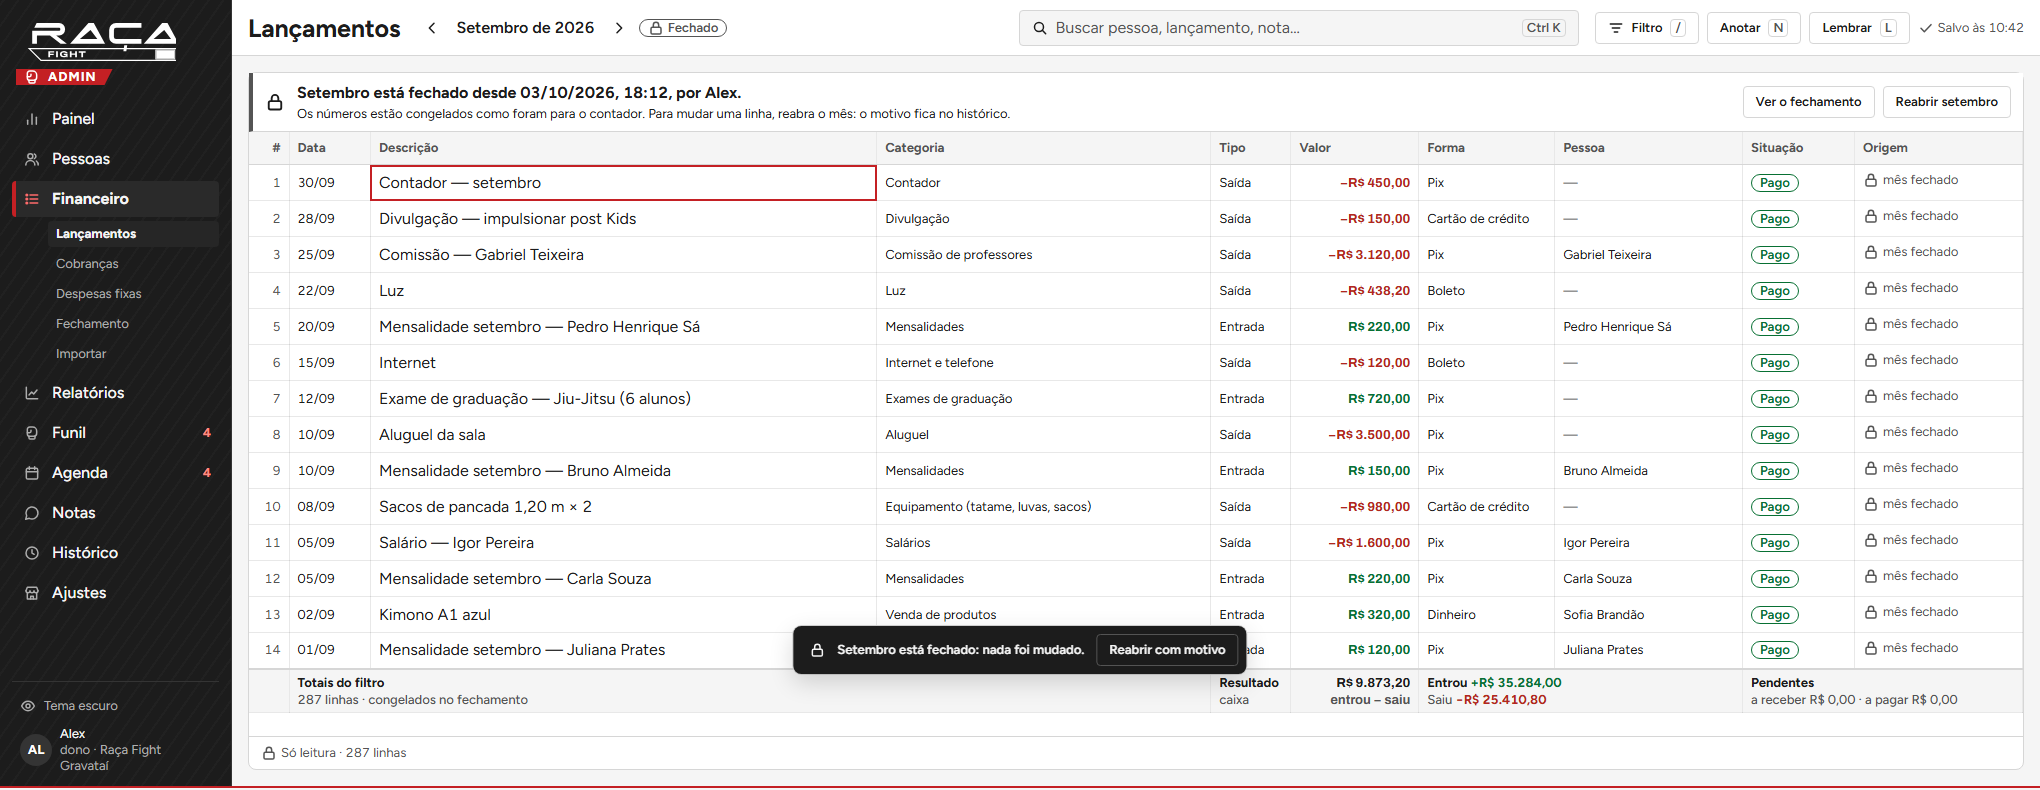 RAÇA
FIGHT
ADMIN
Painel
Pessoas
Financeiro
Lançamentos
Cobranças
Despesas fixas
Fechamento
Importar
Relatórios
Funil 4
Agenda 4
Notas
Histórico
Ajustes
Tema escuro
AL
Alex
dono · Raça Fight
Gravataí
Lançamentos
Setembro de 2026
Fechado
Buscar pessoa, lançamento, nota... Ctrl K
Filtro /
Anotar N
Lembrar L
Salvo às 10:42
Setembro está fechado desde 03/10/2026, 18:12, por Alex.
Os números estão congelados como foram para o contador. Para mudar uma linha, reabra o mês: o motivo fica no histórico.
Ver o fechamento
Reabrir setembro
# Data Descrição Categoria Tipo Valor Forma Pessoa Situação Origem
1 30/09 Contador — setembro Contador Saída −R$ 450,00 Pix — Pago mês fechado
2 28/09 Divulgação — impulsionar post Kids Divulgação Saída −R$ 150,00 Cartão de crédito — Pago mês fechado
3 25/09 Comissão — Gabriel Teixeira Comissão de professores Saída −R$ 3.120,00 Pix Gabriel Teixeira Pago mês fechado
4 22/09 Luz Luz Saída −R$ 438,20 Boleto — Pago mês fechado
5 20/09 Mensalidade setembro — Pedro Henrique Sá Mensalidades Entrada R$ 220,00 Pix Pedro Henrique Sá Pago mês fechado
6 15/09 Internet Internet e telefone Saída −R$ 120,00 Boleto — Pago mês fechado
7 12/09 Exame de graduação — Jiu-Jitsu (6 alunos) Exames de graduação Entrada R$ 720,00 Pix — Pago mês fechado
8 10/09 Aluguel da sala Aluguel Saída −R$ 3.500,00 Pix — Pago mês fechado
9 10/09 Mensalidade setembro — Bruno Almeida Mensalidades Entrada R$ 150,00 Pix Bruno Almeida Pago mês fechado
10 08/09 Sacos de pancada 1,20 m × 2 Equipamento (tatame, luvas, sacos) Saída −R$ 980,00 Cartão de crédito — Pago mês fechado
11 05/09 Salário — Igor Pereira Salários Saída −R$ 1.600,00 Pix Igor Pereira Pago mês fechado
12 05/09 Mensalidade setembro — Carla Souza Mensalidades Entrada R$ 220,00 Pix Carla Souza Pago mês fechado
13 02/09 Kimono A1 azul Venda de produtos Entrada R$ 320,00 Dinheiro Sofia Brandão Pago mês fechado
14 01/09 Mensalidade setembro — Juliana Prates ada R$ 120,00 Pix Juliana Prates Pago mês fechado
Setembro está fechado: nada foi mudado. Reabrir com motivo
Totais do filtro Resultado R$ 9.873,20 Entrou +R$ 35.284,00 Pendentes
287 linhas · congelados no fechamento caixa entrou − saiu Saiu −R$ 25.410,80 a receber R$ 0,00 · a pagar R$ 0,00
Só leitura · 287 linhas